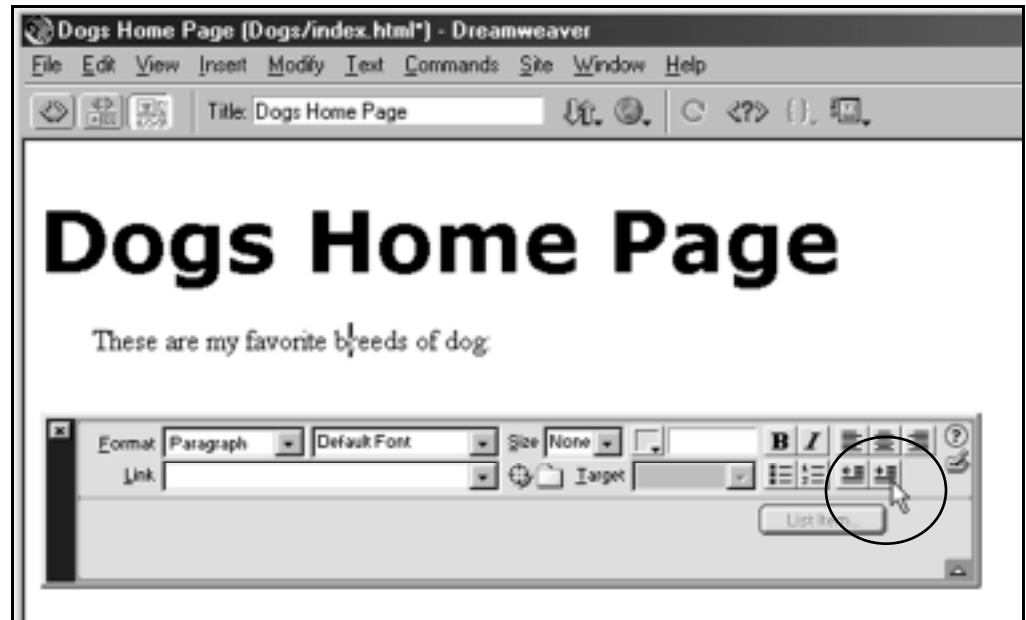 Dogs Home Page (Dogs/index.html*) - Dreamweaver
File Edit View Insert Modify Text Commands Site Window Help
Title: Dogs Home Page
Dogs Home Page
These are my favorite breeds of dog:
Format Paragraph Default Font Size None B I
Link Target
List Item...